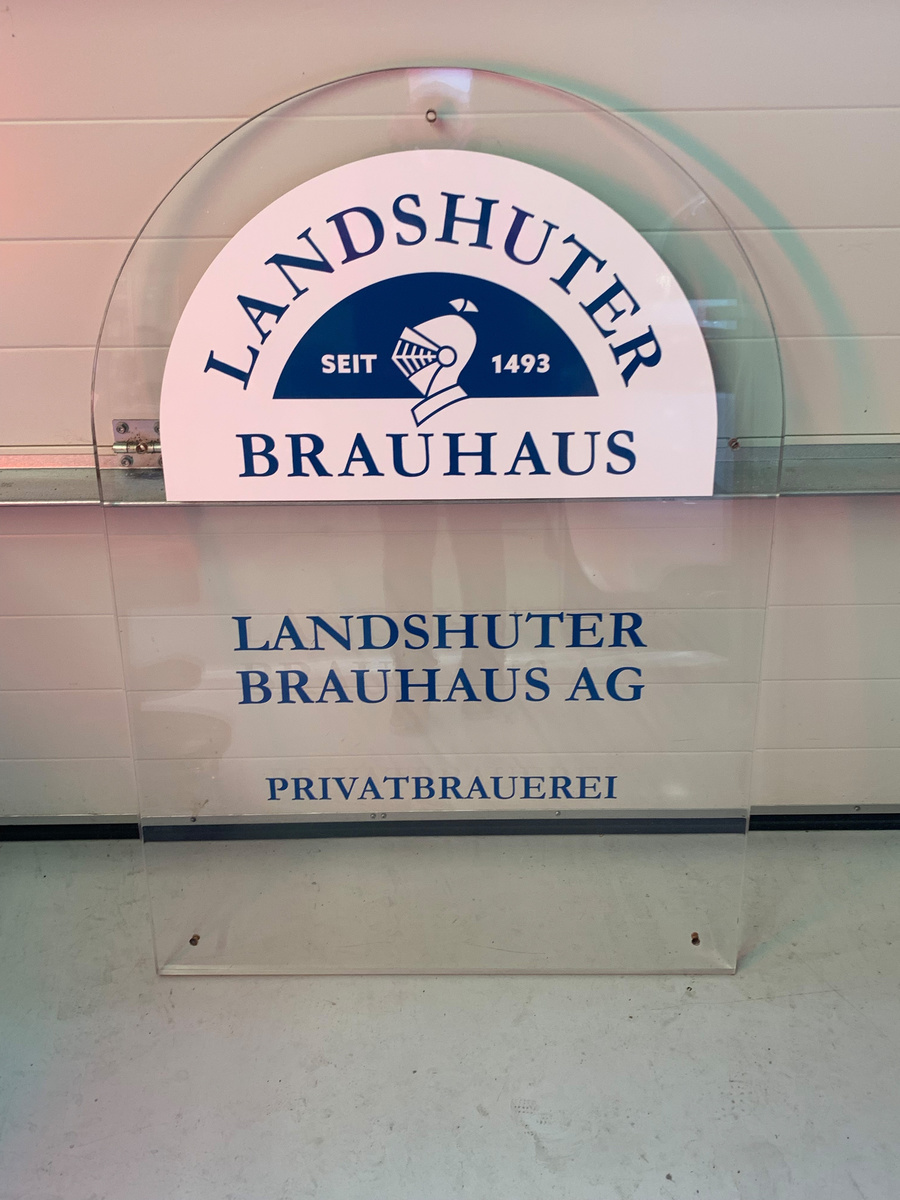 LANDSHUTER
SEIT 1493
BRAUHAUS
LANDSHUTER
BRAUHAUS AG
PRIVATBRAUEREI